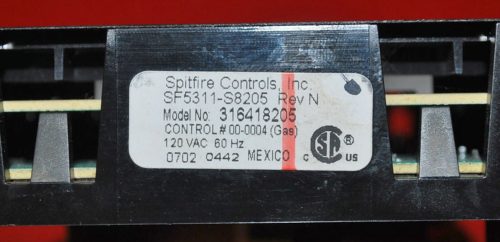 Spitfire Controls, Inc.
SF5311-S8205 Rev N
Model No: 316418205
CONTROL # 00-0004 (Gas)
120 VAC 60 Hz
0702 0442 MEXICO C SA ® US